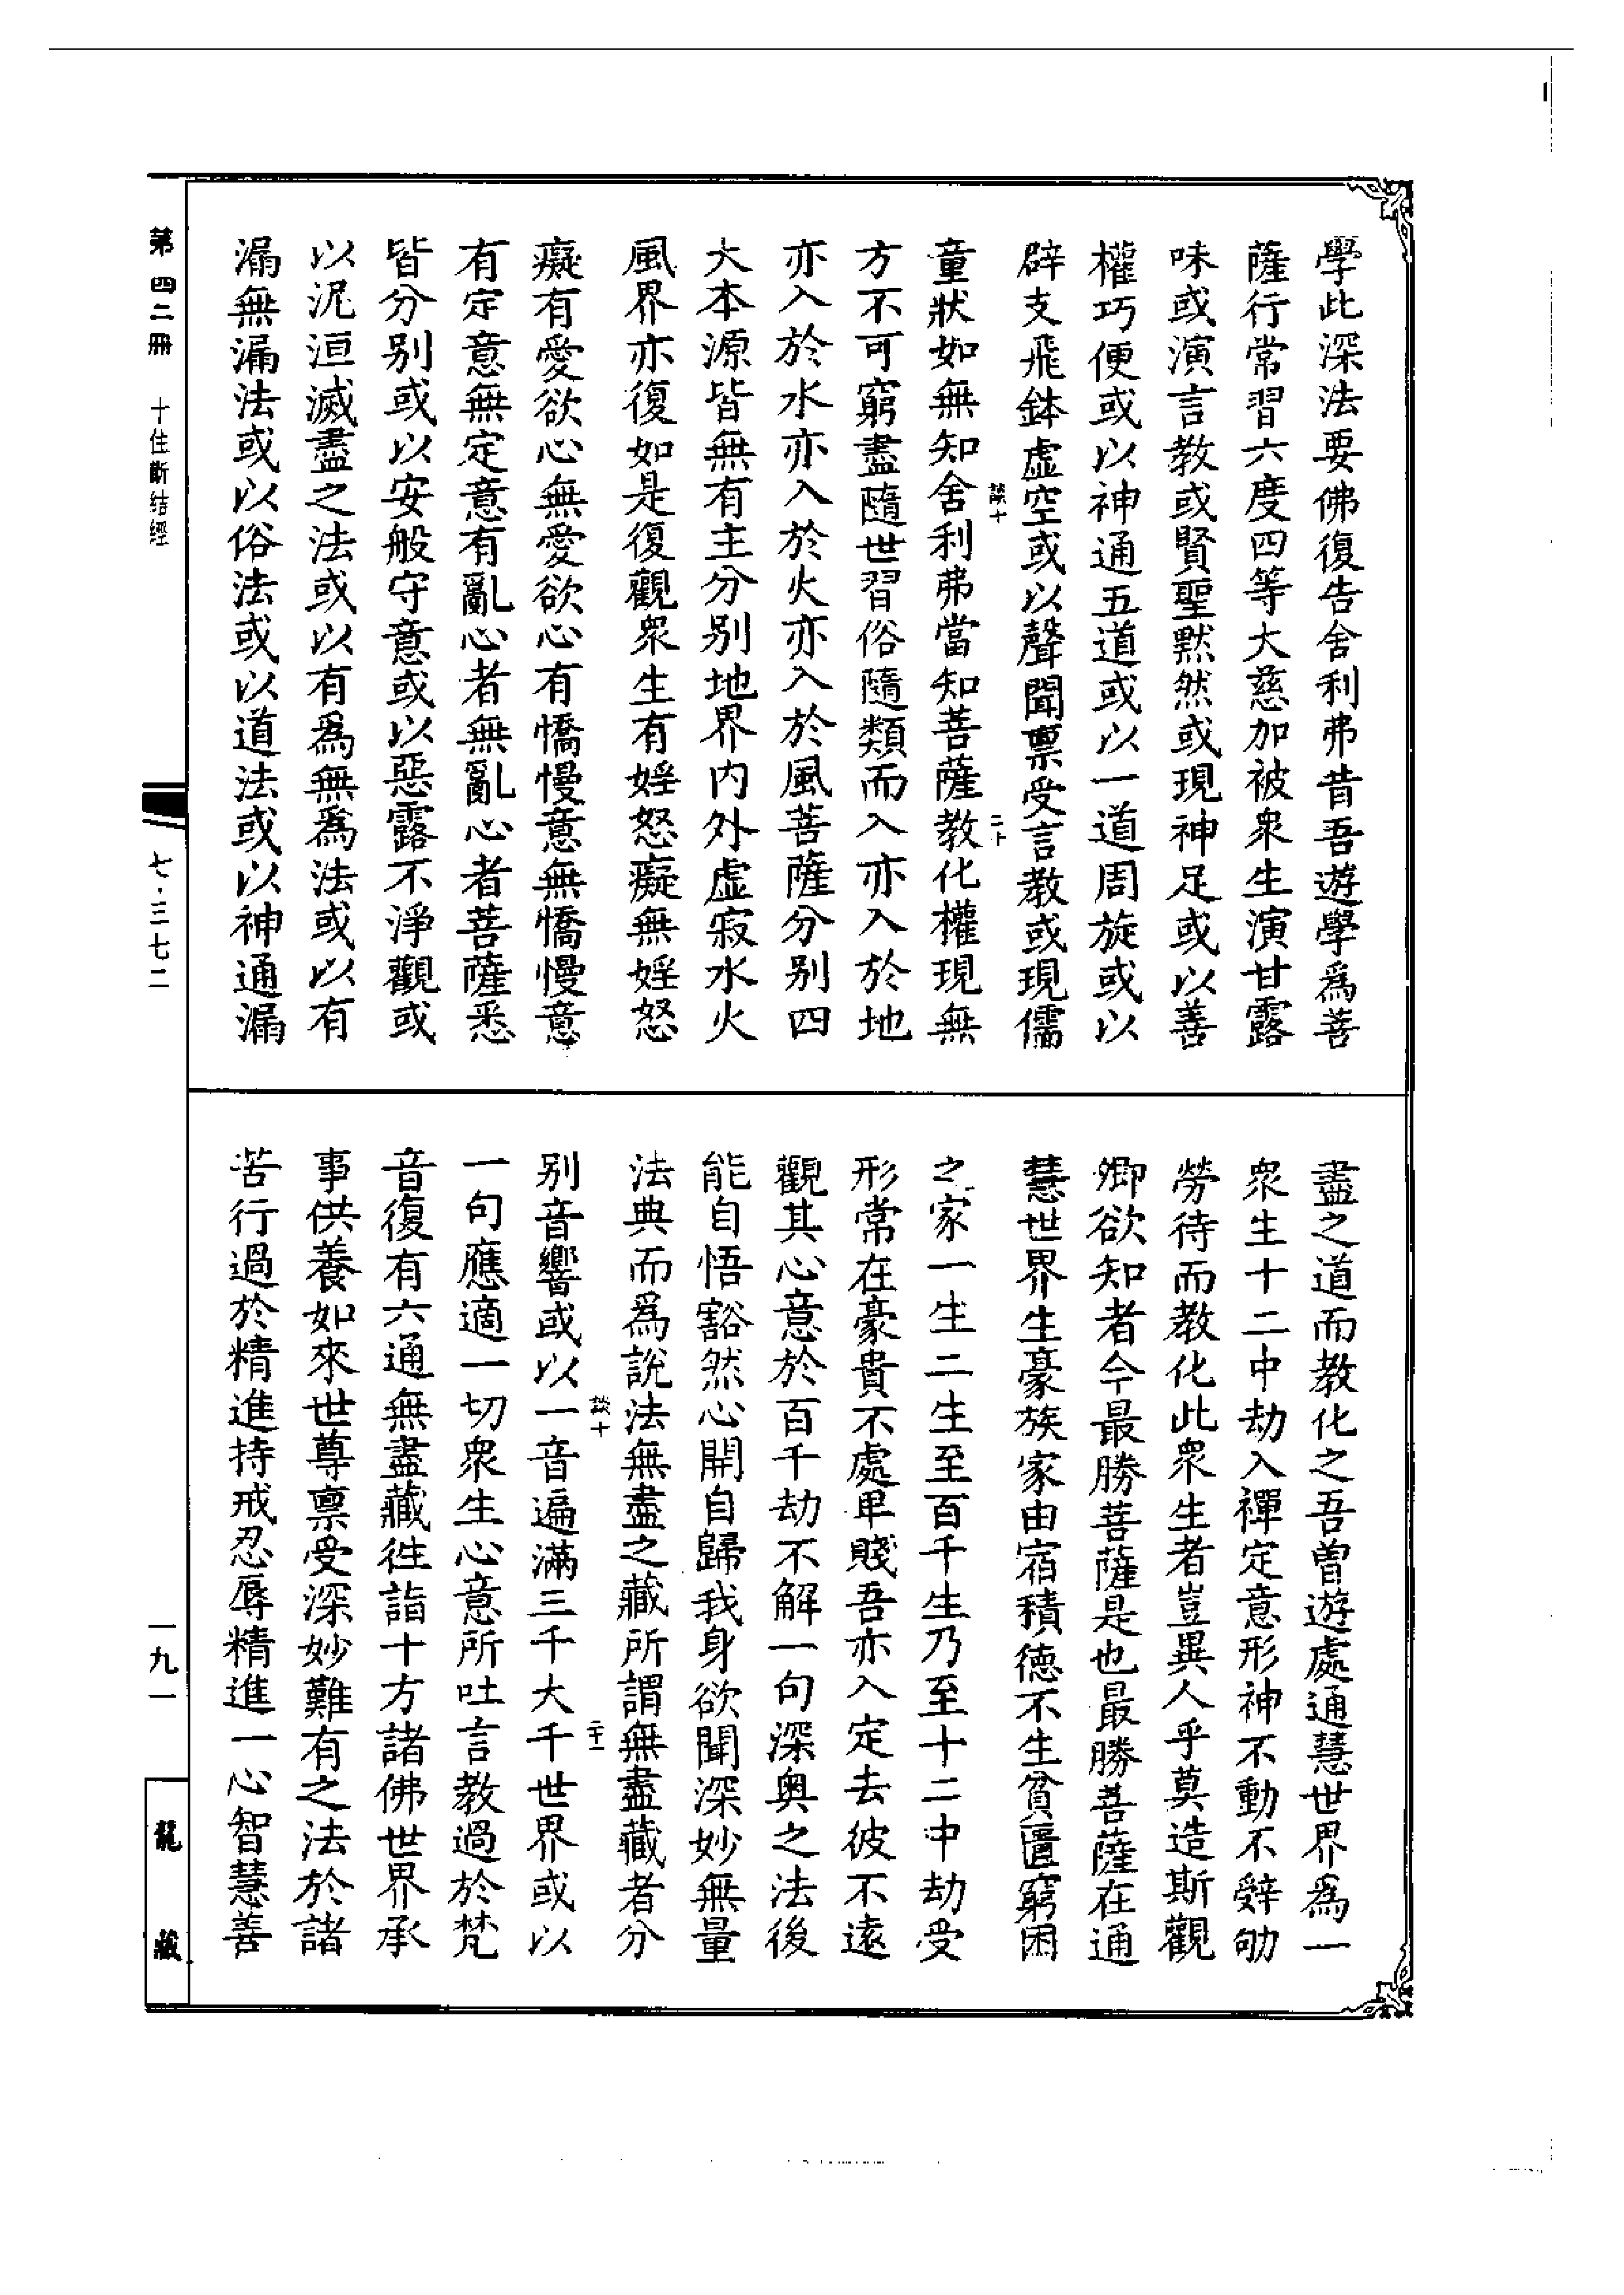 學此深法要佛復告舍利弗昔吾遊學爲菩
薩行常習六度四等大慈加被衆生演甘露
味或演言教或賢聖默然或現神足或以善
權巧便或以神通五道或以一道周旋或以
辟支飛鉢虛空或以聲聞禀受言教或現儒
童狀如無知舍利弗當知菩薩教化權現無
方不可窮盡隨世習俗隨類而入亦入於地
亦入於水亦入於火亦入於風菩薩分別四
大本源皆無有主分別地界內外虛寂水火
風界亦復如是復觀衆生有婬怒癡無婬怒
癡有愛欲心無愛欲心有憍慢意無憍慢意
有定意無定意有亂心者無亂心者菩薩悉
皆分別或以安般守意或以惡露不淨觀或
以泥洹滅盡之法或以有爲無爲法或以有
漏無漏法或以俗法或以道法或以神通漏
談十
二十
盡之道而教化之吾曾遊處通慧世界爲一
衆生十二中劫入禪定意形神不動不辭劬
勞待而教化此衆生者豈異人乎莫造斯觀
卿欲知者今最勝菩薩是也最勝菩薩在通
慧世界生豪族家由宿積德不生貧匱窮困
之家一生二生至百千生乃至十二中劫受
形常在豪貴不處卑賤吾亦入定去彼不遠
觀其心意於百千劫不解一句深奥之法後
能自悟豁然心開自歸我身欲聞深妙無量
法典而爲說法無盡之藏所謂無盡藏者分
別音響或以一音遍滿三千大千世界或以
一句應適一切衆生心意所吐言教過於梵
音復有六通無盡藏徃詣十方諸佛世界承
事供養如來世尊禀受深妙難有之法於諸
苦行過於精進持戒忍辱精進一心智慧善
談十
二十一
第四二冊 十住斷结經
七·三七二
一九一
龍藏